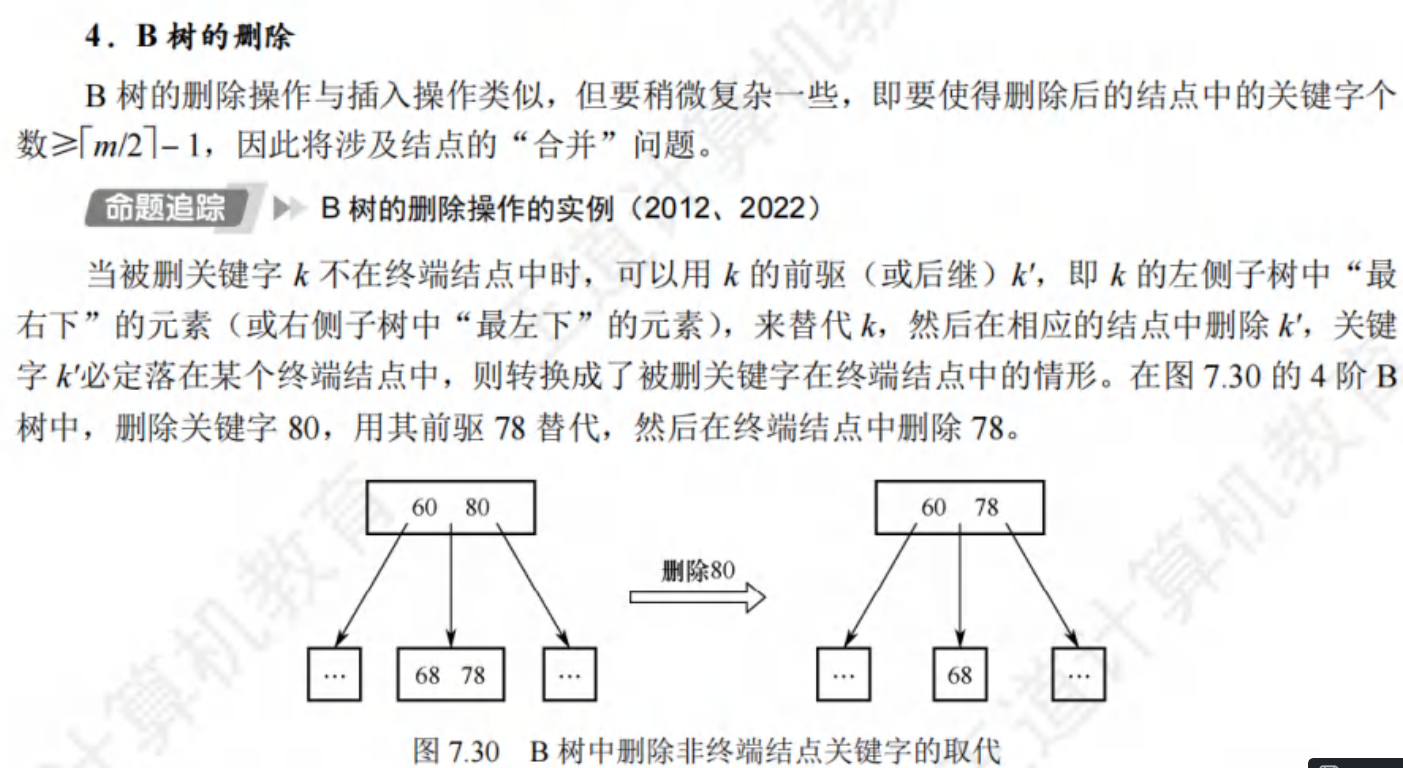 4．B 树的删除
B 树的删除操作与插入操作类似，但要稍微复杂一些，即要使得删除后的结点中的关键字个
数≥⌈m/2⌉−1，因此将涉及结点的“合并”问题。
命题追踪 B 树的删除操作的实例（2012、2022）
当被删关键字 k 不在终端结点中时，可以用 k 的前驱（或后继）k′，即 k 的左侧子树中“最
右下”的元素（或右侧子树中“最左下”的元素），来替代 k，然后在相应的结点中删除 k′，关键
字 k′必定落在某个终端结点中，则转换成了被删关键字在终端结点中的情形。在图 7.30 的 4 阶 B
树中，删除关键字 80，用其前驱 78 替代，然后在终端结点中删除 78。
60 80
60 78
删除80
…
68 78
…
…
68
…
图 7.30 B 树中删除非终端结点关键字的取代